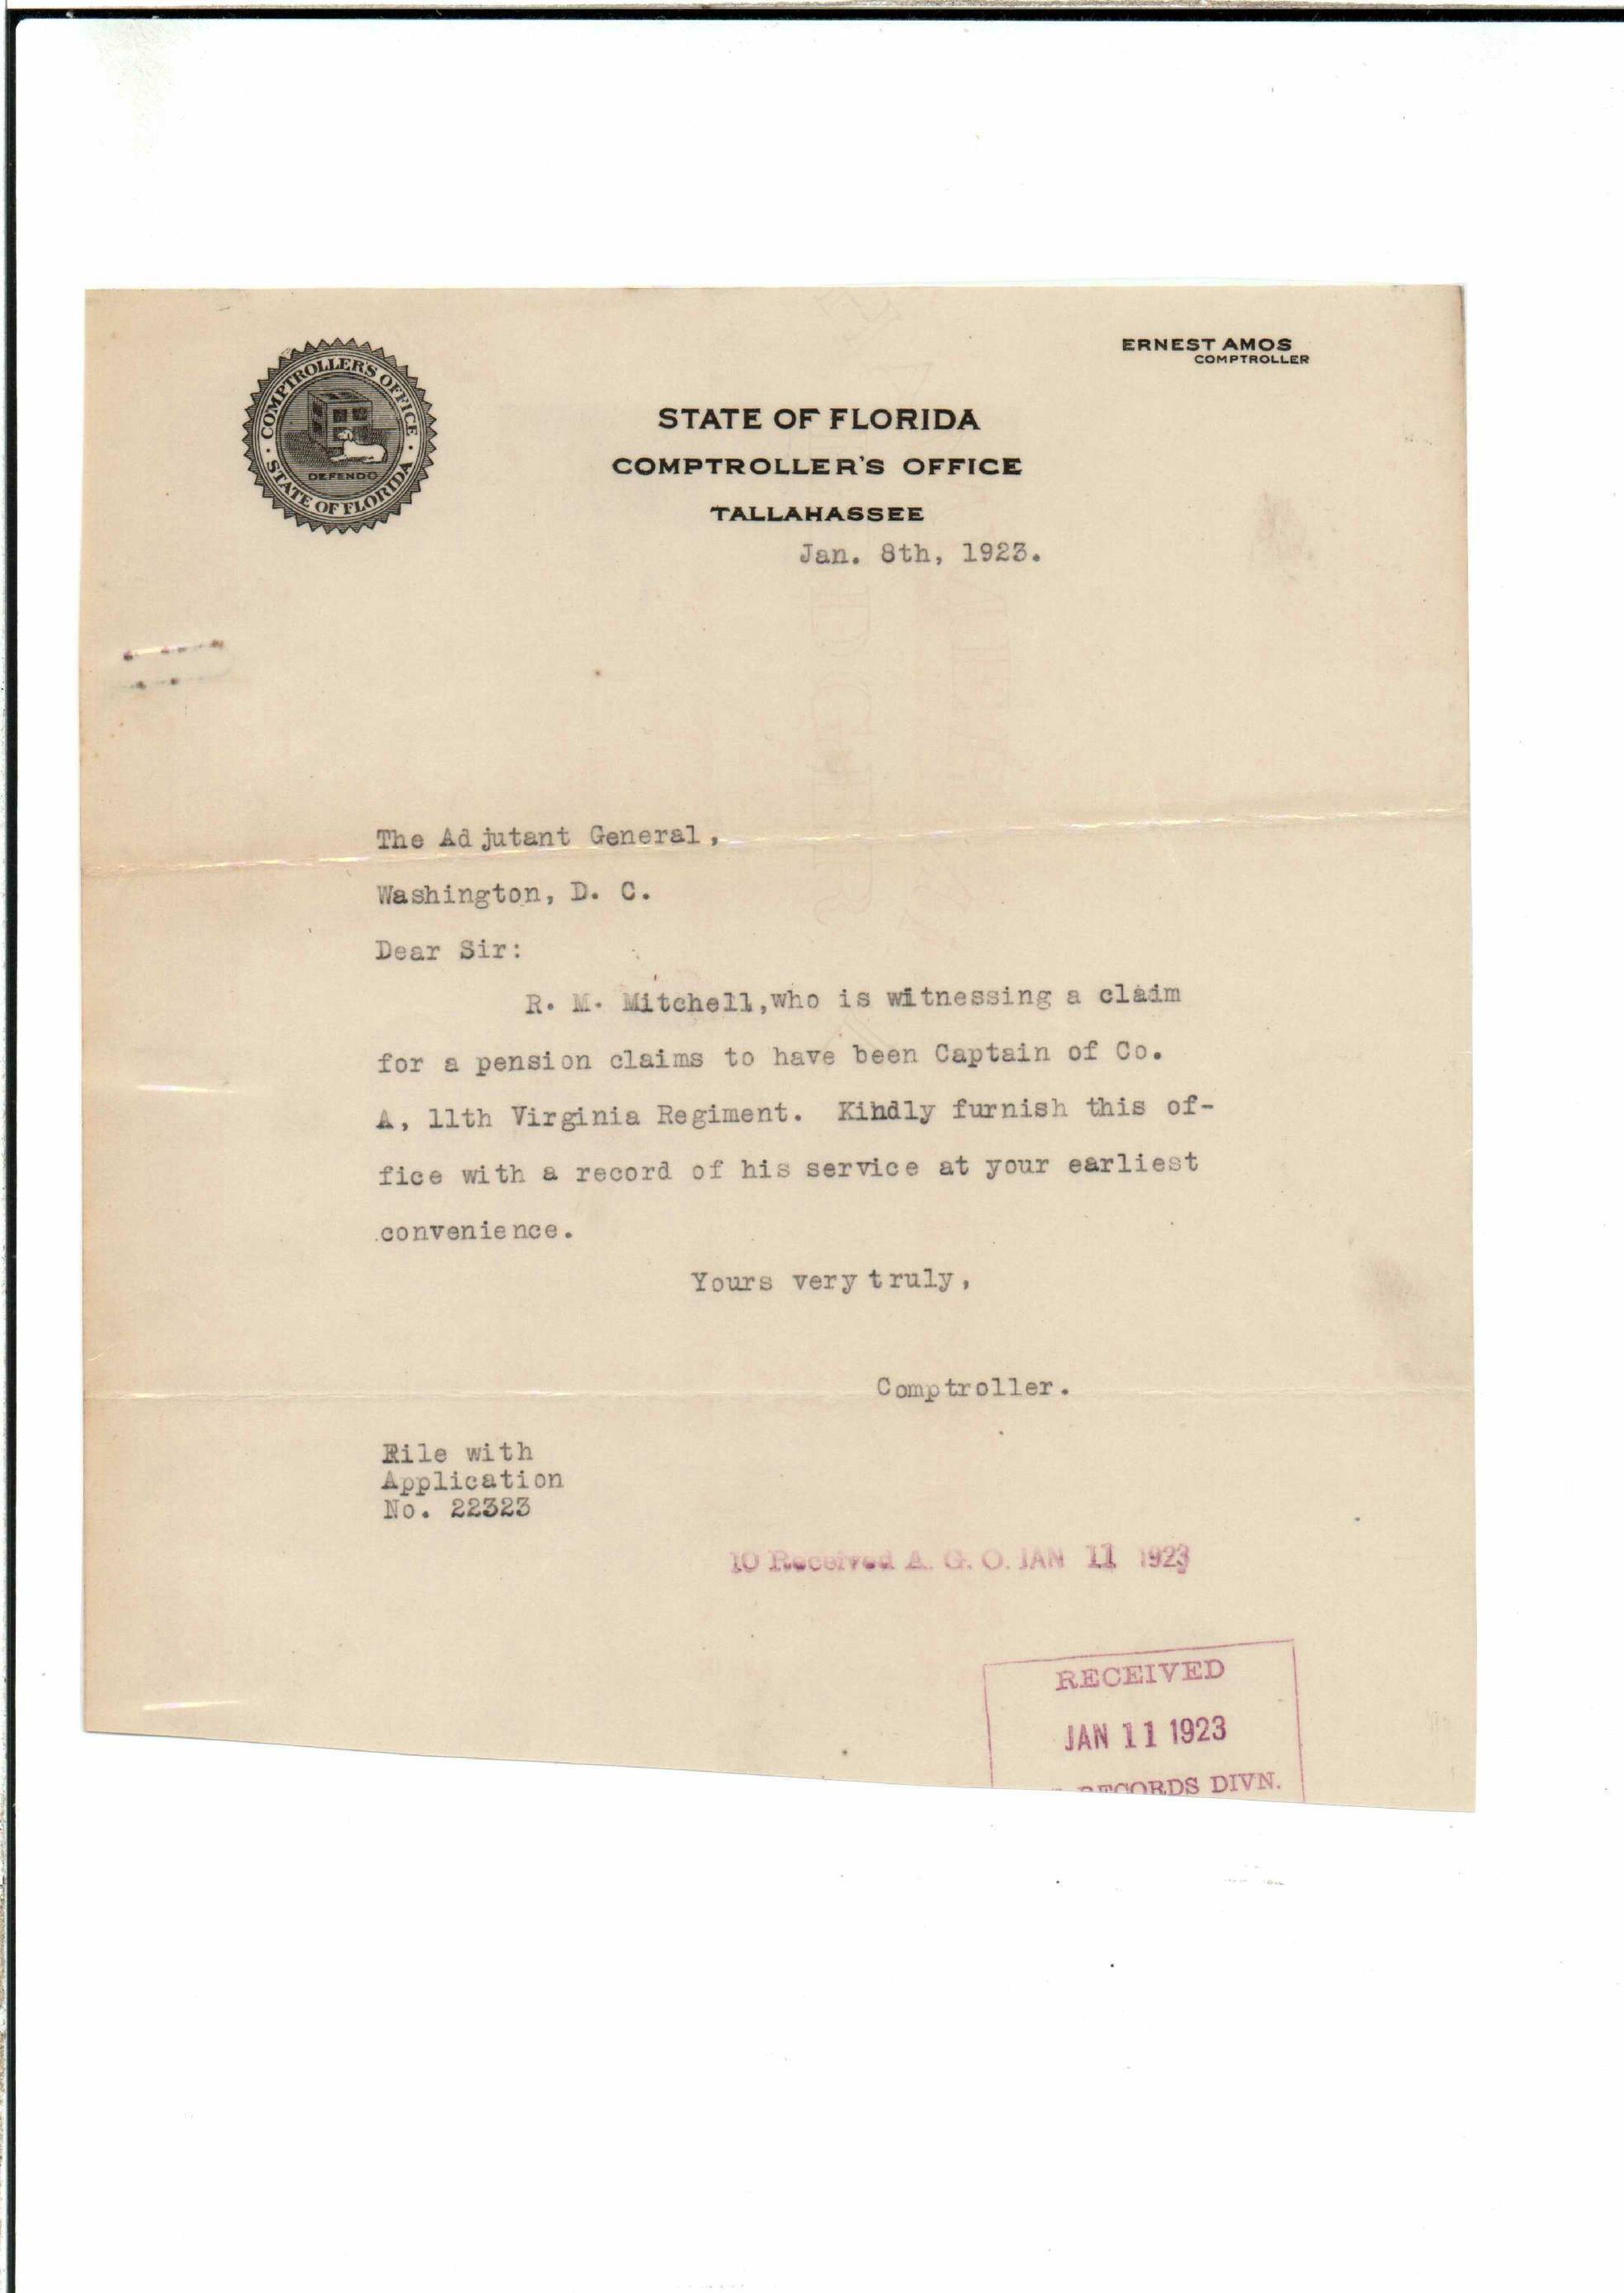 ERNEST AMOS
COMPTROLLER
COMPTROLLER'S OFFICE
DEFENDO
STATE OF FLORIDA
STATE OF FLORIDA
COMPTROLLER'S OFFICE
TALLAHASSEE
Jan. 8th, 1923.
The Adjutant General,
Washington, D. C.
Dear Sir:
R. M. Mitchell,who is witnessing a claim
for a pension claims to have been Captain of Co.
A, 11th Virginia Regiment. Kindly furnish this of-
fice with a record of his service at your earliest
convenience.
Yours very truly,
Comptroller.
File with
Application
No. 22323
10 Received A. G. O. JAN 11 1923
RECEIVED
JAN 11 1923
RECORDS DIVN.